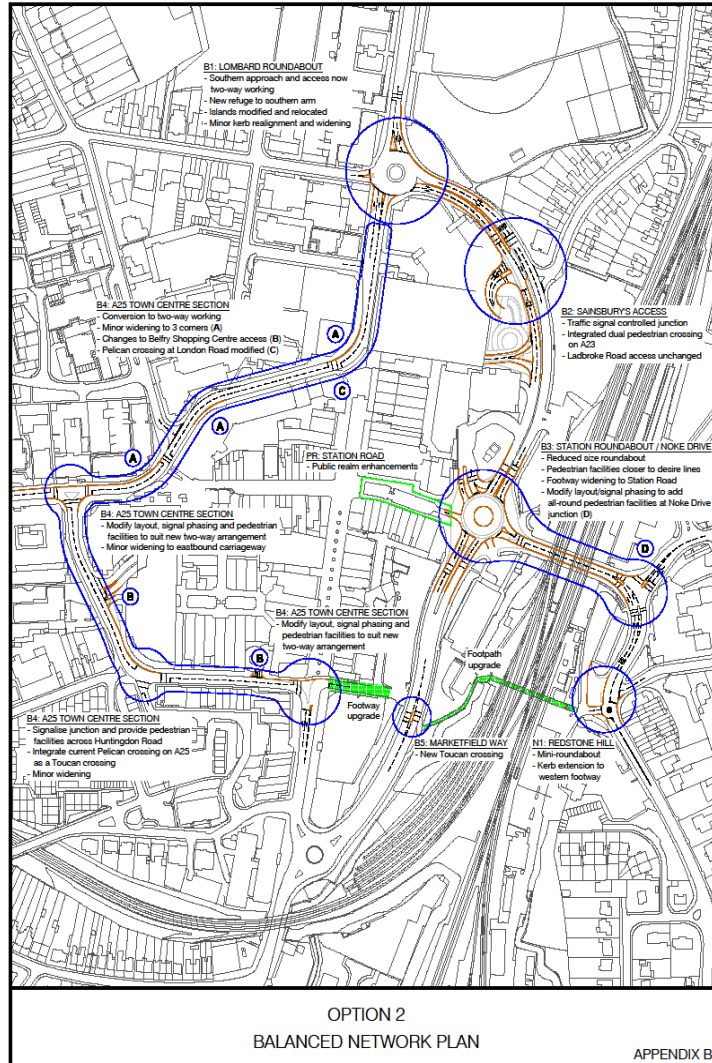 B1: LOMBARD ROUNDABOUT
- Southern approach and access now
two-way working
- New refuge to southern arm
- Islands modified and relocated
- Minor kerb realignment and widening
B4: A25 TOWN CENTRE SECTION
- Conversion to two-way working
- Minor widening to 3 corners (A)
- Changes to Belfry Shopping Centre access (B)
- Pelican crossing at London Road modified (C)
A
C
A
A
B2: SAINSBURY'S ACCESS
- Traffic signal controlled junction
- Integrated dual pedestrian crossing
on A23
- Ladbroke Road access unchanged
PR: STATION ROAD
- Public realm enhancements
B3: STATION ROUNDABOUT / NOKE DRIVE
- Reduced size roundabout
- Pedestrian facilities closer to desire lines
- Footway widening to Station Road
- Modify layout/signal phasing to add
all-round pedestrian facilities at Noke Drive
junction (D)
D
B4: A25 TOWN CENTRE SECTION
- Modify layout, signal phasing and pedestrian
facilities to suit new two-way arrangement
- Minor widening to eastbound carriageway
B
B
B4: A25 TOWN CENTRE SECTION
- Modify layout, signal phasing and
pedestrian facilities to suit new
two-way arrangement
Footpath
upgrade
Footway
upgrade
B4: A25 TOWN CENTRE SECTION
- Signalise junction and provide pedestrian
facilities across Huntingdon Road
- Integrate current Pelican crossing on A25
as a Toucan crossing
- Minor widening
B5: MARKETFIELD WAY
- New Toucan crossing
N1: REDSTONE HILL
- Mini-roundabout
- Kerb extension to
western footway
OPTION 2
BALANCED NETWORK PLAN
APPENDIX B